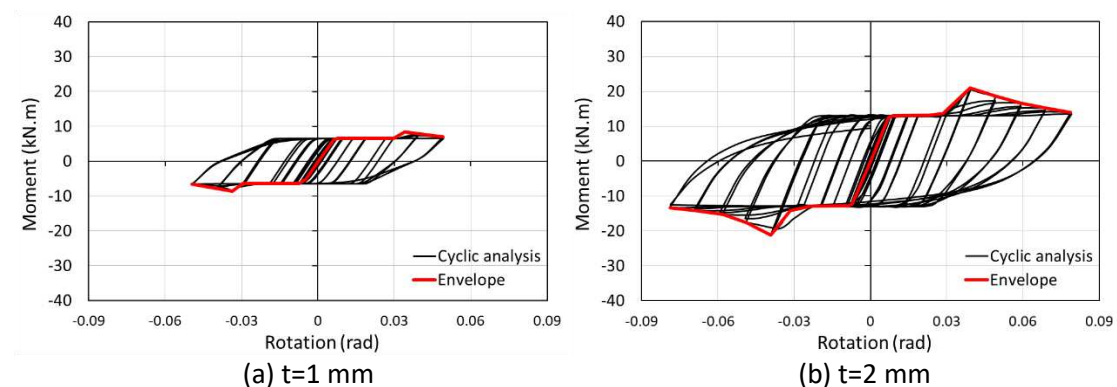 40
30
20
10
0
-10
-20
-30
-40
Moment (kN.m)
-0.09 -0.06 -0.03 0 0.03 0.06 0.09
Rotation (rad)
Cyclic analysis
Envelope
(a) t=1 mm
40
30
20
10
0
-10
-20
-30
-40
Moment (kN.m)
-0.09 -0.06 -0.03 0 0.03 0.06 0.09
Rotation (rad)
Cyclic analysis
Envelope
(b) t=2 mm